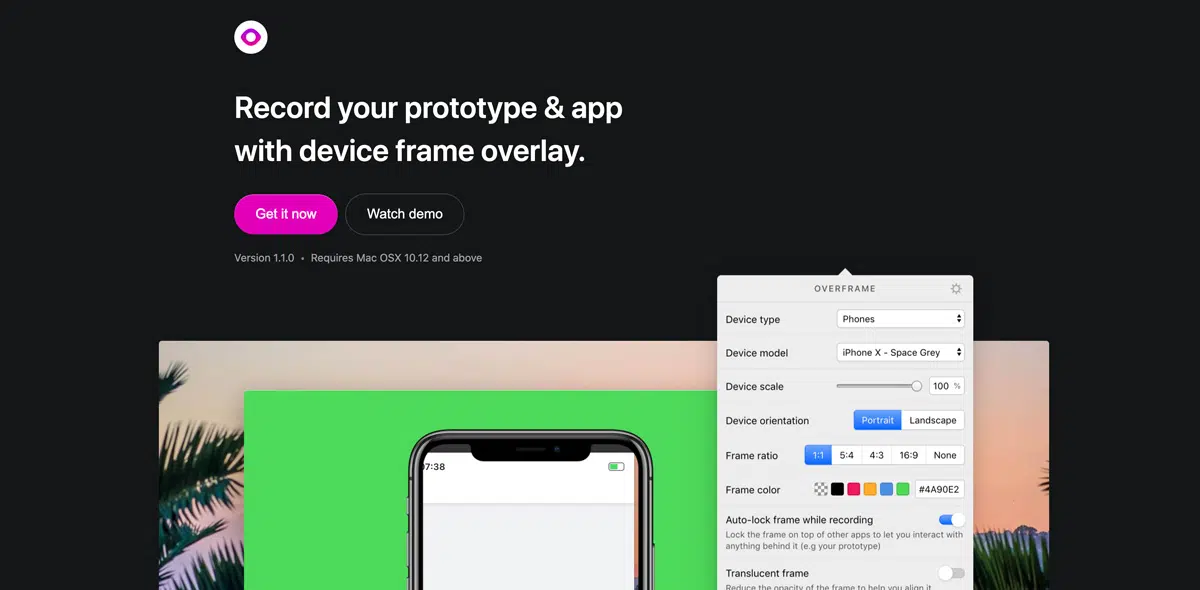 Record your prototype & app
with device frame overlay.
Get it now
Watch demo
Version 1.1.0 • Requires Mac OSX 10.12 and above
OVERFRAME
Device type
Phones
Device model
iPhone X - Space Grey
Device scale
100 %
Device orientation
Portrait
Landscape
Frame ratio
1:1
5:4
4:3
16:9
None
Frame color
#4A90E2
Auto-lock frame while recording
Lock the frame on top of other apps to let you interact with
anything behind it (e.g your prototype)
Translucent frame
Reduce the opacity of the frame to help you align it
07:38